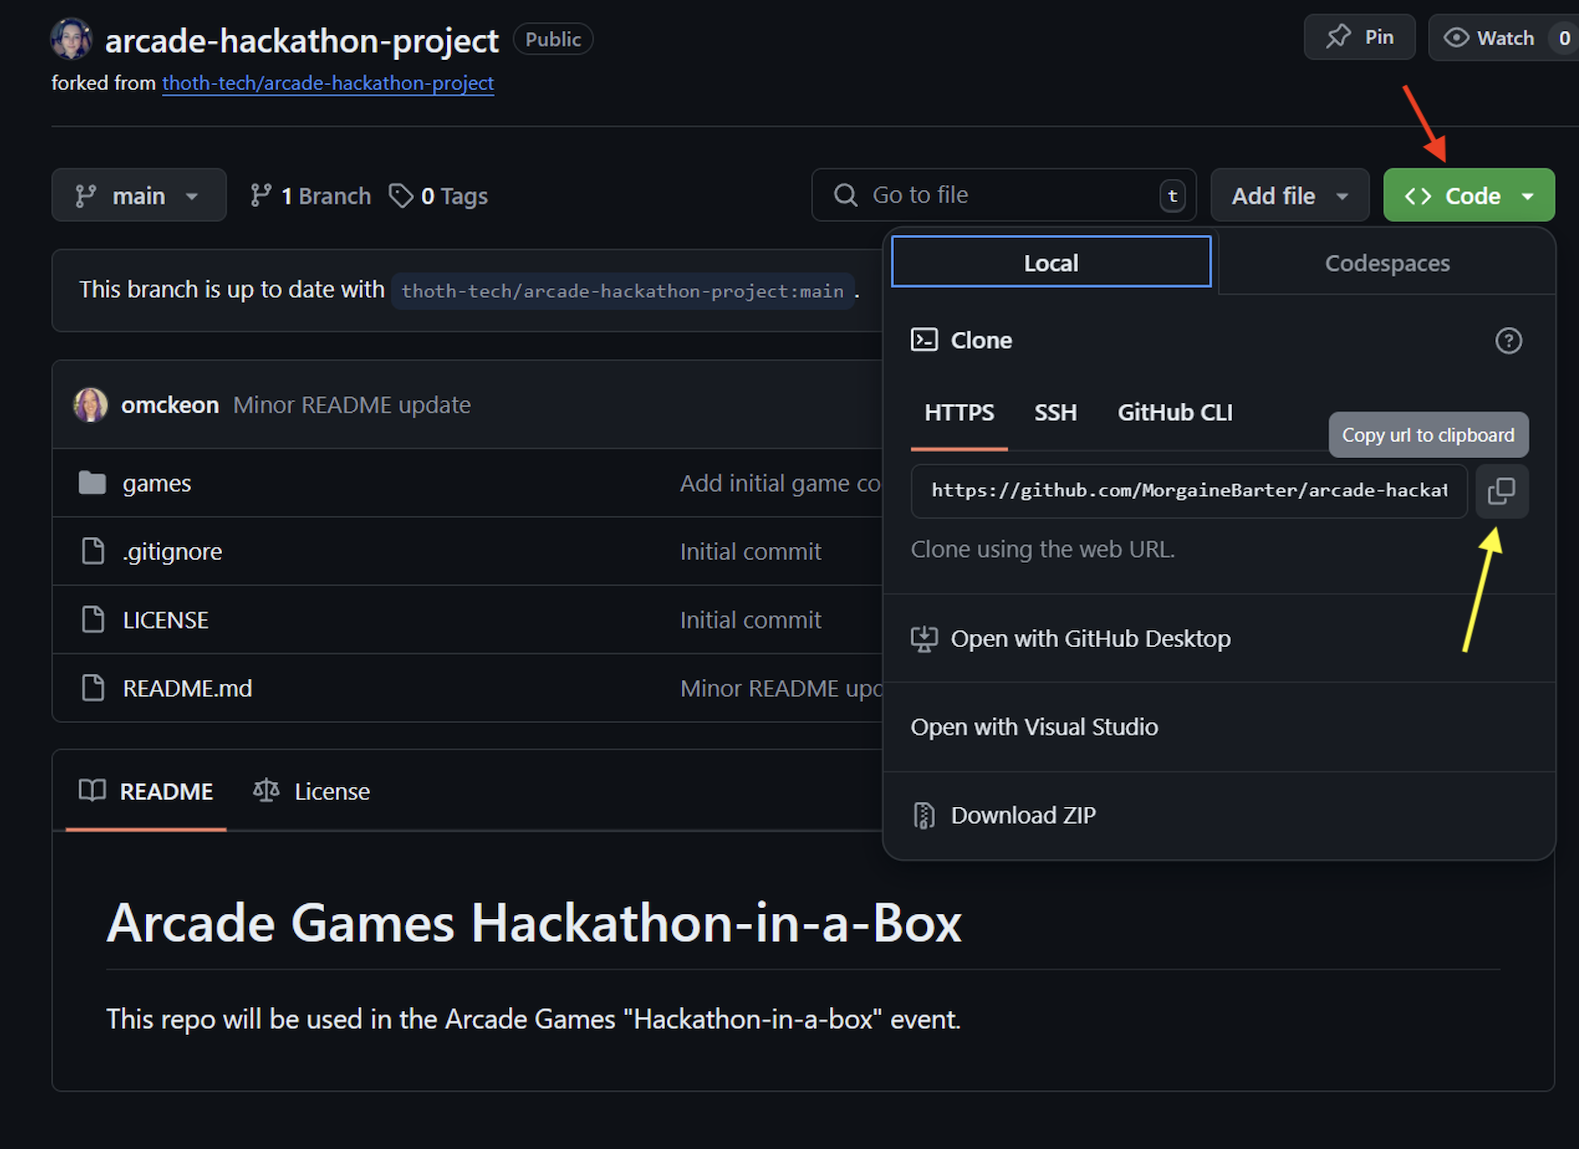 arcade-hackathon-project Public
Pin
Watch 0
forked from thoth-tech/arcade-hackathon-project
main
1 Branch
0 Tags
Go to file t
Add file
Code
This branch is up to date with thoth-tech/arcade-hackathon-project:main .
omckeon Minor README update
games Add initial game co
.gitignore Initial commit
LICENSE Initial commit
README.md Minor README upd
Local
Codespaces
Clone
HTTPS
SSH
GitHub CLI
Copy url to clipboard
https://github.com/MorgaineBarter/arcade-hackat
Clone using the web URL.
Open with GitHub Desktop
Open with Visual Studio
Download ZIP
README
License
Arcade Games Hackathon-in-a-Box
This repo will be used in the Arcade Games "Hackathon-in-a-box" event.